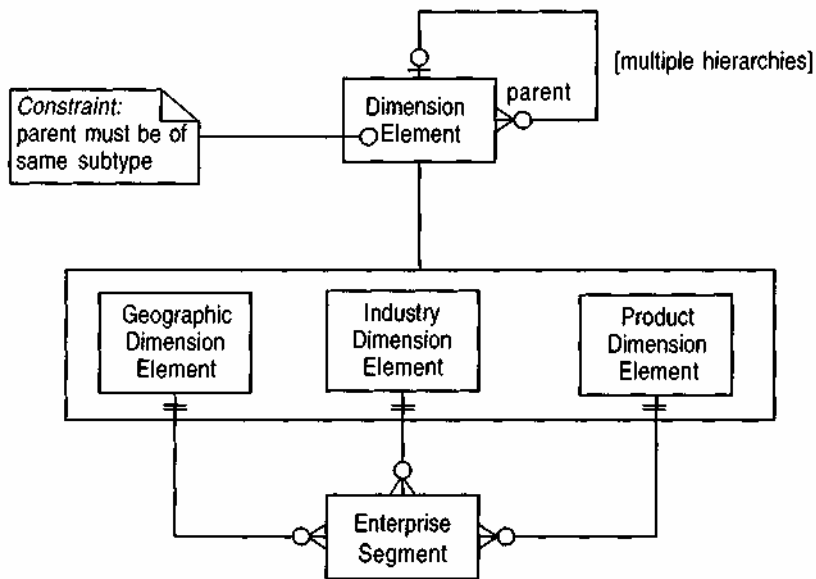 [multiple hierarchies]
Constraint:
parent must be of
same subtype
Dimension
Element
parent
Geographic
Dimension
Element
Industry
Dimension
Element
Product
Dimension
Element
Enterprise
Segment